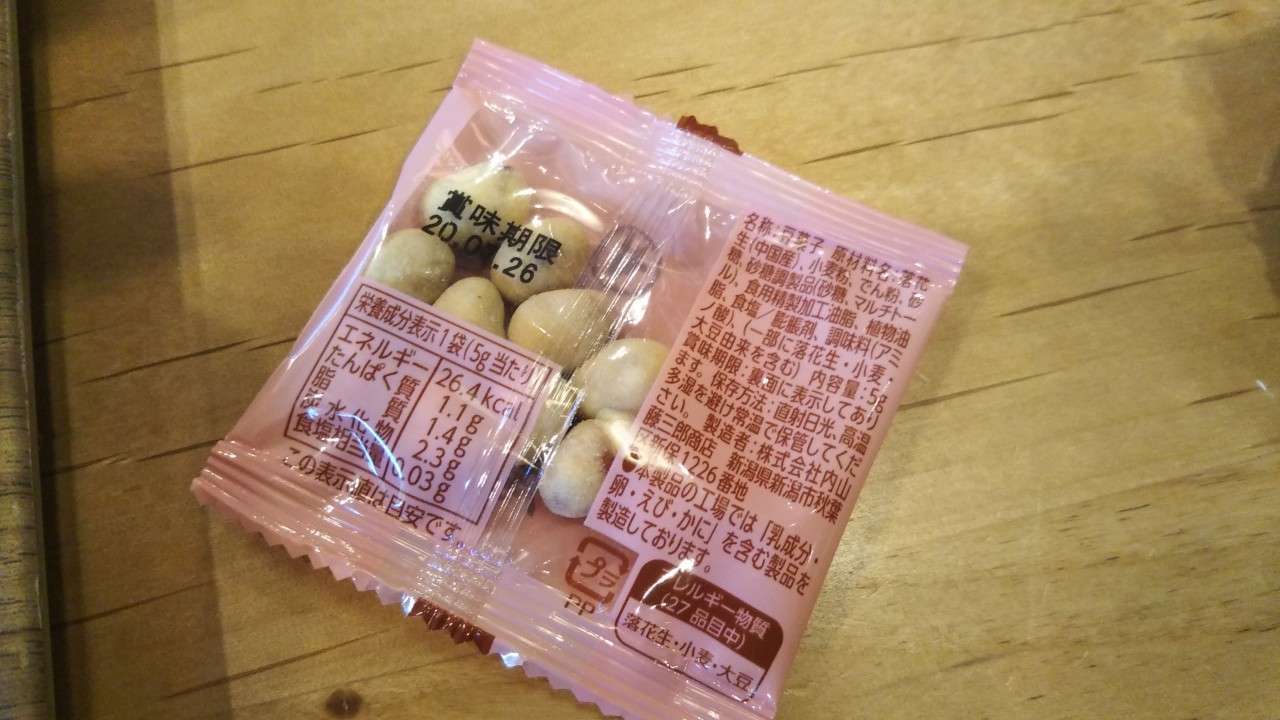 賞味期限
20.0 .26
栄養成分表示1袋(5g当たり)
エネルギー 26.4kcal
たんぱく質 1.1g
脂 質 1.4g
水化物 2.3g
食塩相当量 0.03g
この表示値は目安です。
名称:豆菓子 原材料名:落花
生(中国産)、小麦粉、でん粉、砂
糖、砂糖調製品(砂糖、マルチトー
ル)、食用精製加工油脂、植物油
脂、食塩/膨脹剤、調味料(アミ
ノ酸)、(一部に落花生・小麦・
大豆由来を含む) 内容量:5g
賞味期限:裏面に表示してあり
ます。保存方法:直射日光、高温
多湿を避け常温で保管してくだ
さい。 製造者:株式会社内山
藤三郎商店 新潟県新潟市秋葉
区新保1226番地
本製品の工場では「乳成分・
卵・えび・かに」を含む製品を
製造しております。
プラ
PP
レルギー物質
(27品目中)
落花生・小麦・大豆